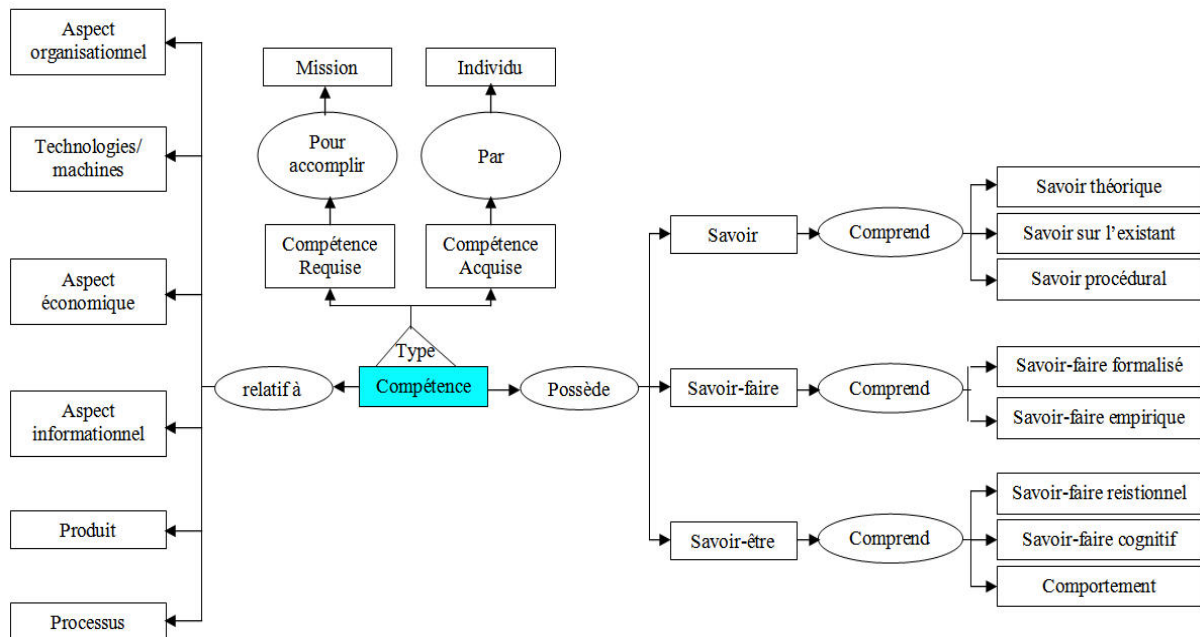 Aspect
organisationnel
Technologies/
machines
Aspect
économique
Aspect
informationnel
Produit
Processus
Mission
Individu
Pour
accomplir
Par
Compétence
Requise
Compétence
Acquise
Type
relatif à
Compétence
Possède
Savoir
Comprend
Savoir théorique
Savoir sur l’existant
Savoir procédural
Savoir-faire
Comprend
Savoir-faire formalisé
Savoir-faire empirique
Savoir-être
Comprend
Savoir-faire reistionnel
Savoir-faire cognitif
Comportement